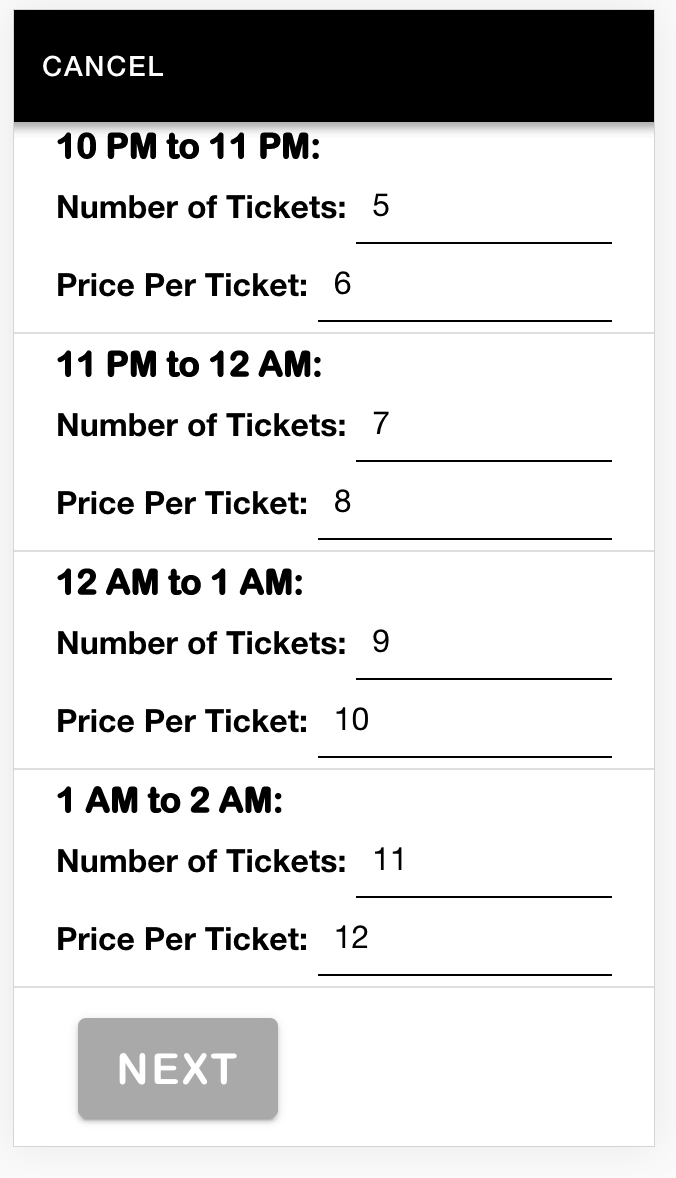 CANCEL
10 PM to 11 PM:
Number of Tickets: 5
Price Per Ticket: 6
11 PM to 12 AM:
Number of Tickets: 7
Price Per Ticket: 8
12 AM to 1 AM:
Number of Tickets: 9
Price Per Ticket: 10
1 AM to 2 AM:
Number of Tickets: 11
Price Per Ticket: 12
NEXT